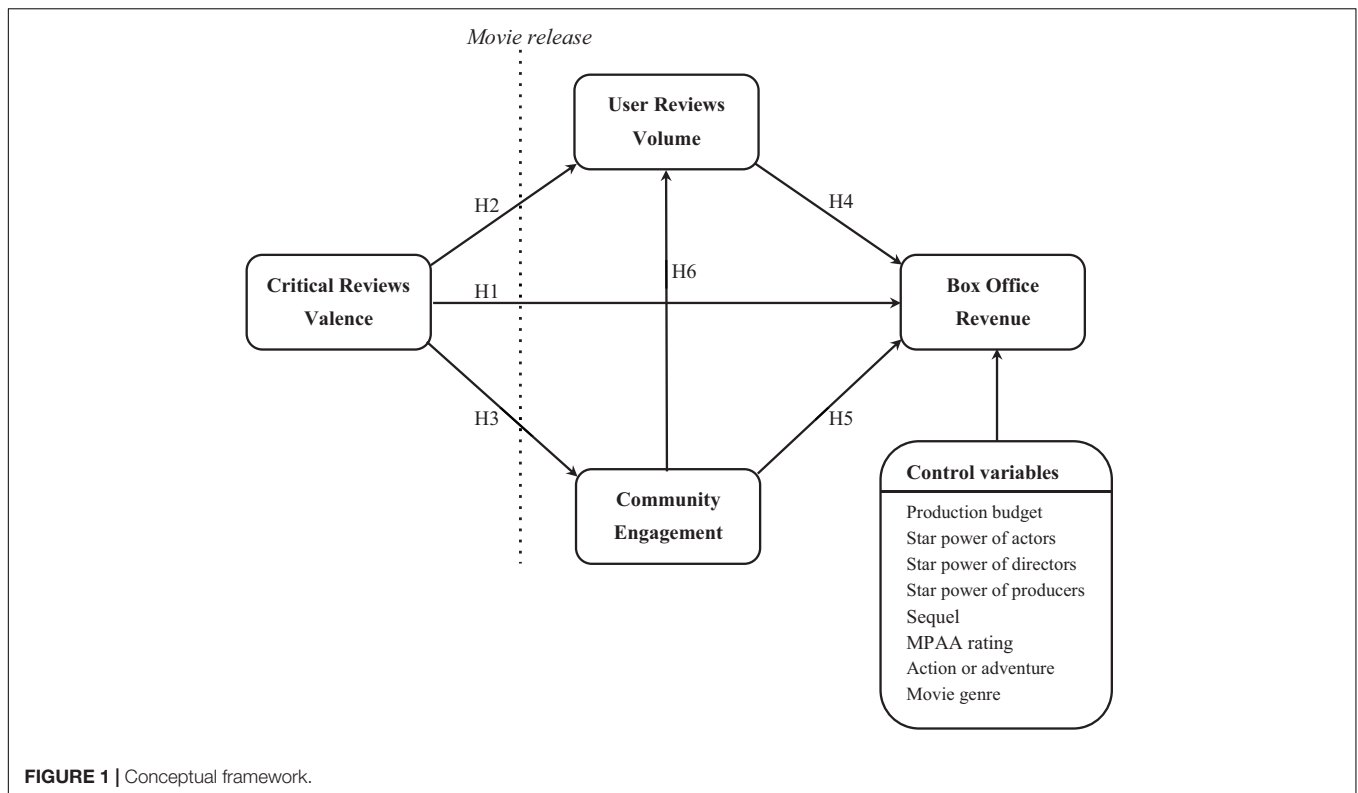 Movie release
User Reviews
Volume
H2
H4
Critical Reviews
Valence
H1
H6
Box Office
Revenue
H3
H5
Community
Engagement
Control variables
Production budget
Star power of actors
Star power of directors
Star power of producers
Sequel
MPAA rating
Action or adventure
Movie genre
FIGURE 1 | Conceptual framework.